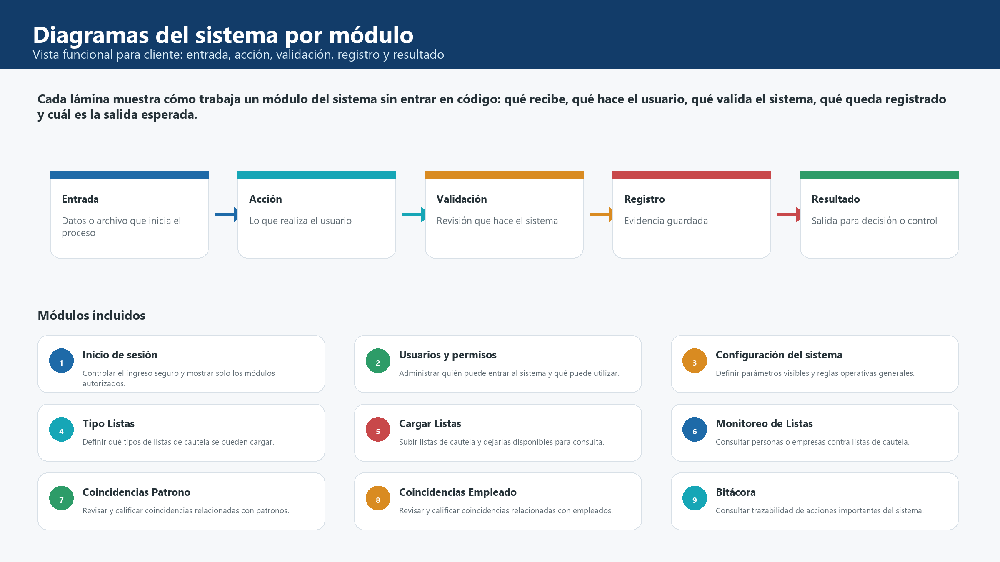 Diagramas del sistema por módulo
Vista funcional para cliente: entrada, acción, validación, registro y resultado
Cada lámina muestra cómo trabaja un módulo del sistema sin entrar en código: qué recibe, qué hace el usuario, qué valida el sistema, qué queda registrado
y cuál es la salida esperada.
Entrada
Datos o archivo que inicia el
proceso
Acción
Lo que realiza el usuario
Validación
Revisión que hace el sistema
Registro
Evidencia guardada
Resultado
Salida para decisión o control
Módulos incluidos
1
Inicio de sesión
Controlar el ingreso seguro y mostrar solo los módulos
autorizados.
2
Usuarios y permisos
Administrar quién puede entrar al sistema y qué puede utilizar.
3
Configuración del sistema
Definir parámetros visibles y reglas operativas generales.
4
Tipo Listas
Definir qué tipos de listas de cautela se pueden cargar.
5
Cargar Listas
Subir listas de cautela y dejarlas disponibles para consulta.
6
Monitoreo de Listas
Consultar personas o empresas contra listas de cautela.
7
Coincidencias Patrono
Revisar y calificar coincidencias relacionadas con patronos.
8
Coincidencias Empleado
Revisar y calificar coincidencias relacionadas con empleados.
9
Bitácora
Consultar trazabilidad de acciones importantes del sistema.